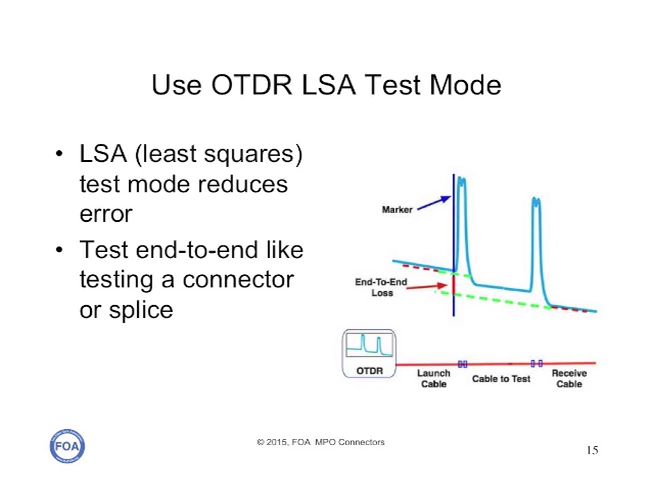 Use OTDR LSA Test Mode
• LSA (least squares)
test mode reduces
error
• Test end-to-end like
testing a connector
or splice
Marker
End-To-End
Loss
OTDR
Launch
Cable
Cable to Test
Receive
Cable
FOA
© 2015, FOA MPO Connectors
15